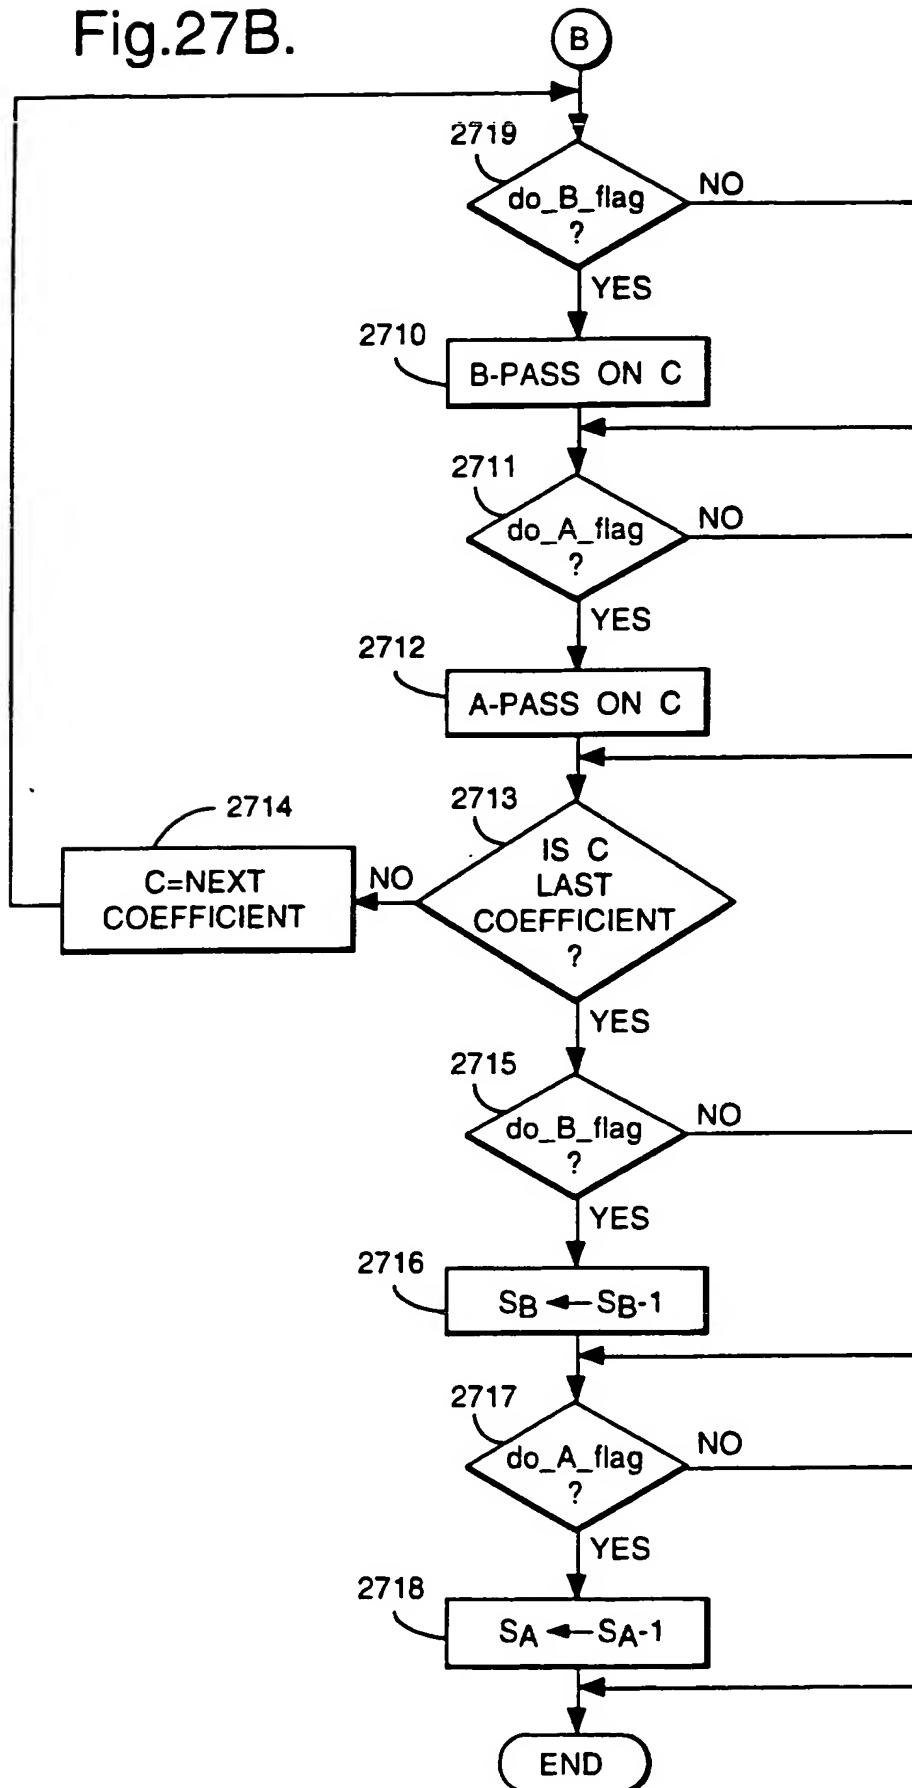 Fig.27B.
B
2719
do_B_flag
?
NO
YES
2710
B-PASS ON C
2711
do_A_flag
?
NO
YES
2712
A-PASS ON C
2713
IS C
LAST
COEFFICIENT
?
2714
C=NEXT
COEFFICIENT
NO
YES
2715
do_B_flag
?
NO
YES
2716
SB ← SB-1
2717
do_A_flag
?
NO
YES
2718
SA ← SA-1
END